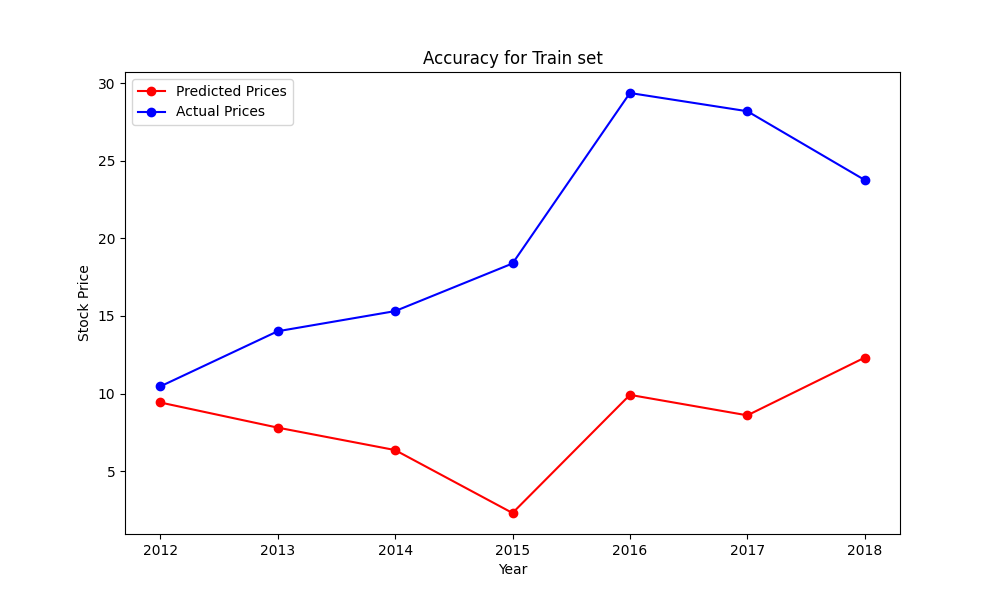 Accuracy for Train set
Predicted Prices
Actual Prices
Stock Price
30
25
20
15
10
5
2012 2013 2014 2015 2016 2017 2018
Year